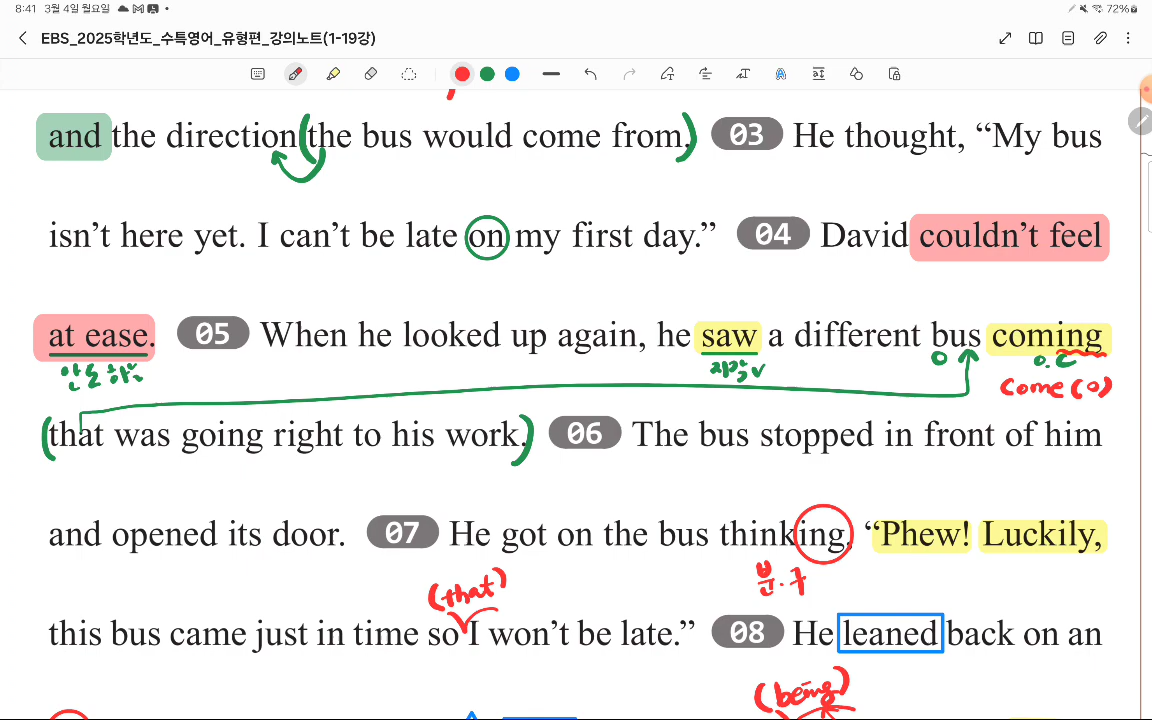 8:41 3월 4일 월요일 72%
EBS_2025학년도_수특영어_유형편_강의노트(1-19강)
and the direction (the bus would come from.) 03 He thought, “My bus
isn’t here yet. I can’t be late on my first day.” 04 David couldn’t feel
at ease. 05 When he looked up again, he saw a different bus coming
지각v O O.C
come(o)
(that was going right to his work.) 06 The bus stopped in front of him
and opened its door. 07 He got on the bus thinking, “Phew! Luckily,
분.구
(that)
this bus came just in time so I won’t be late.” 08 He leaned back on an
(being)